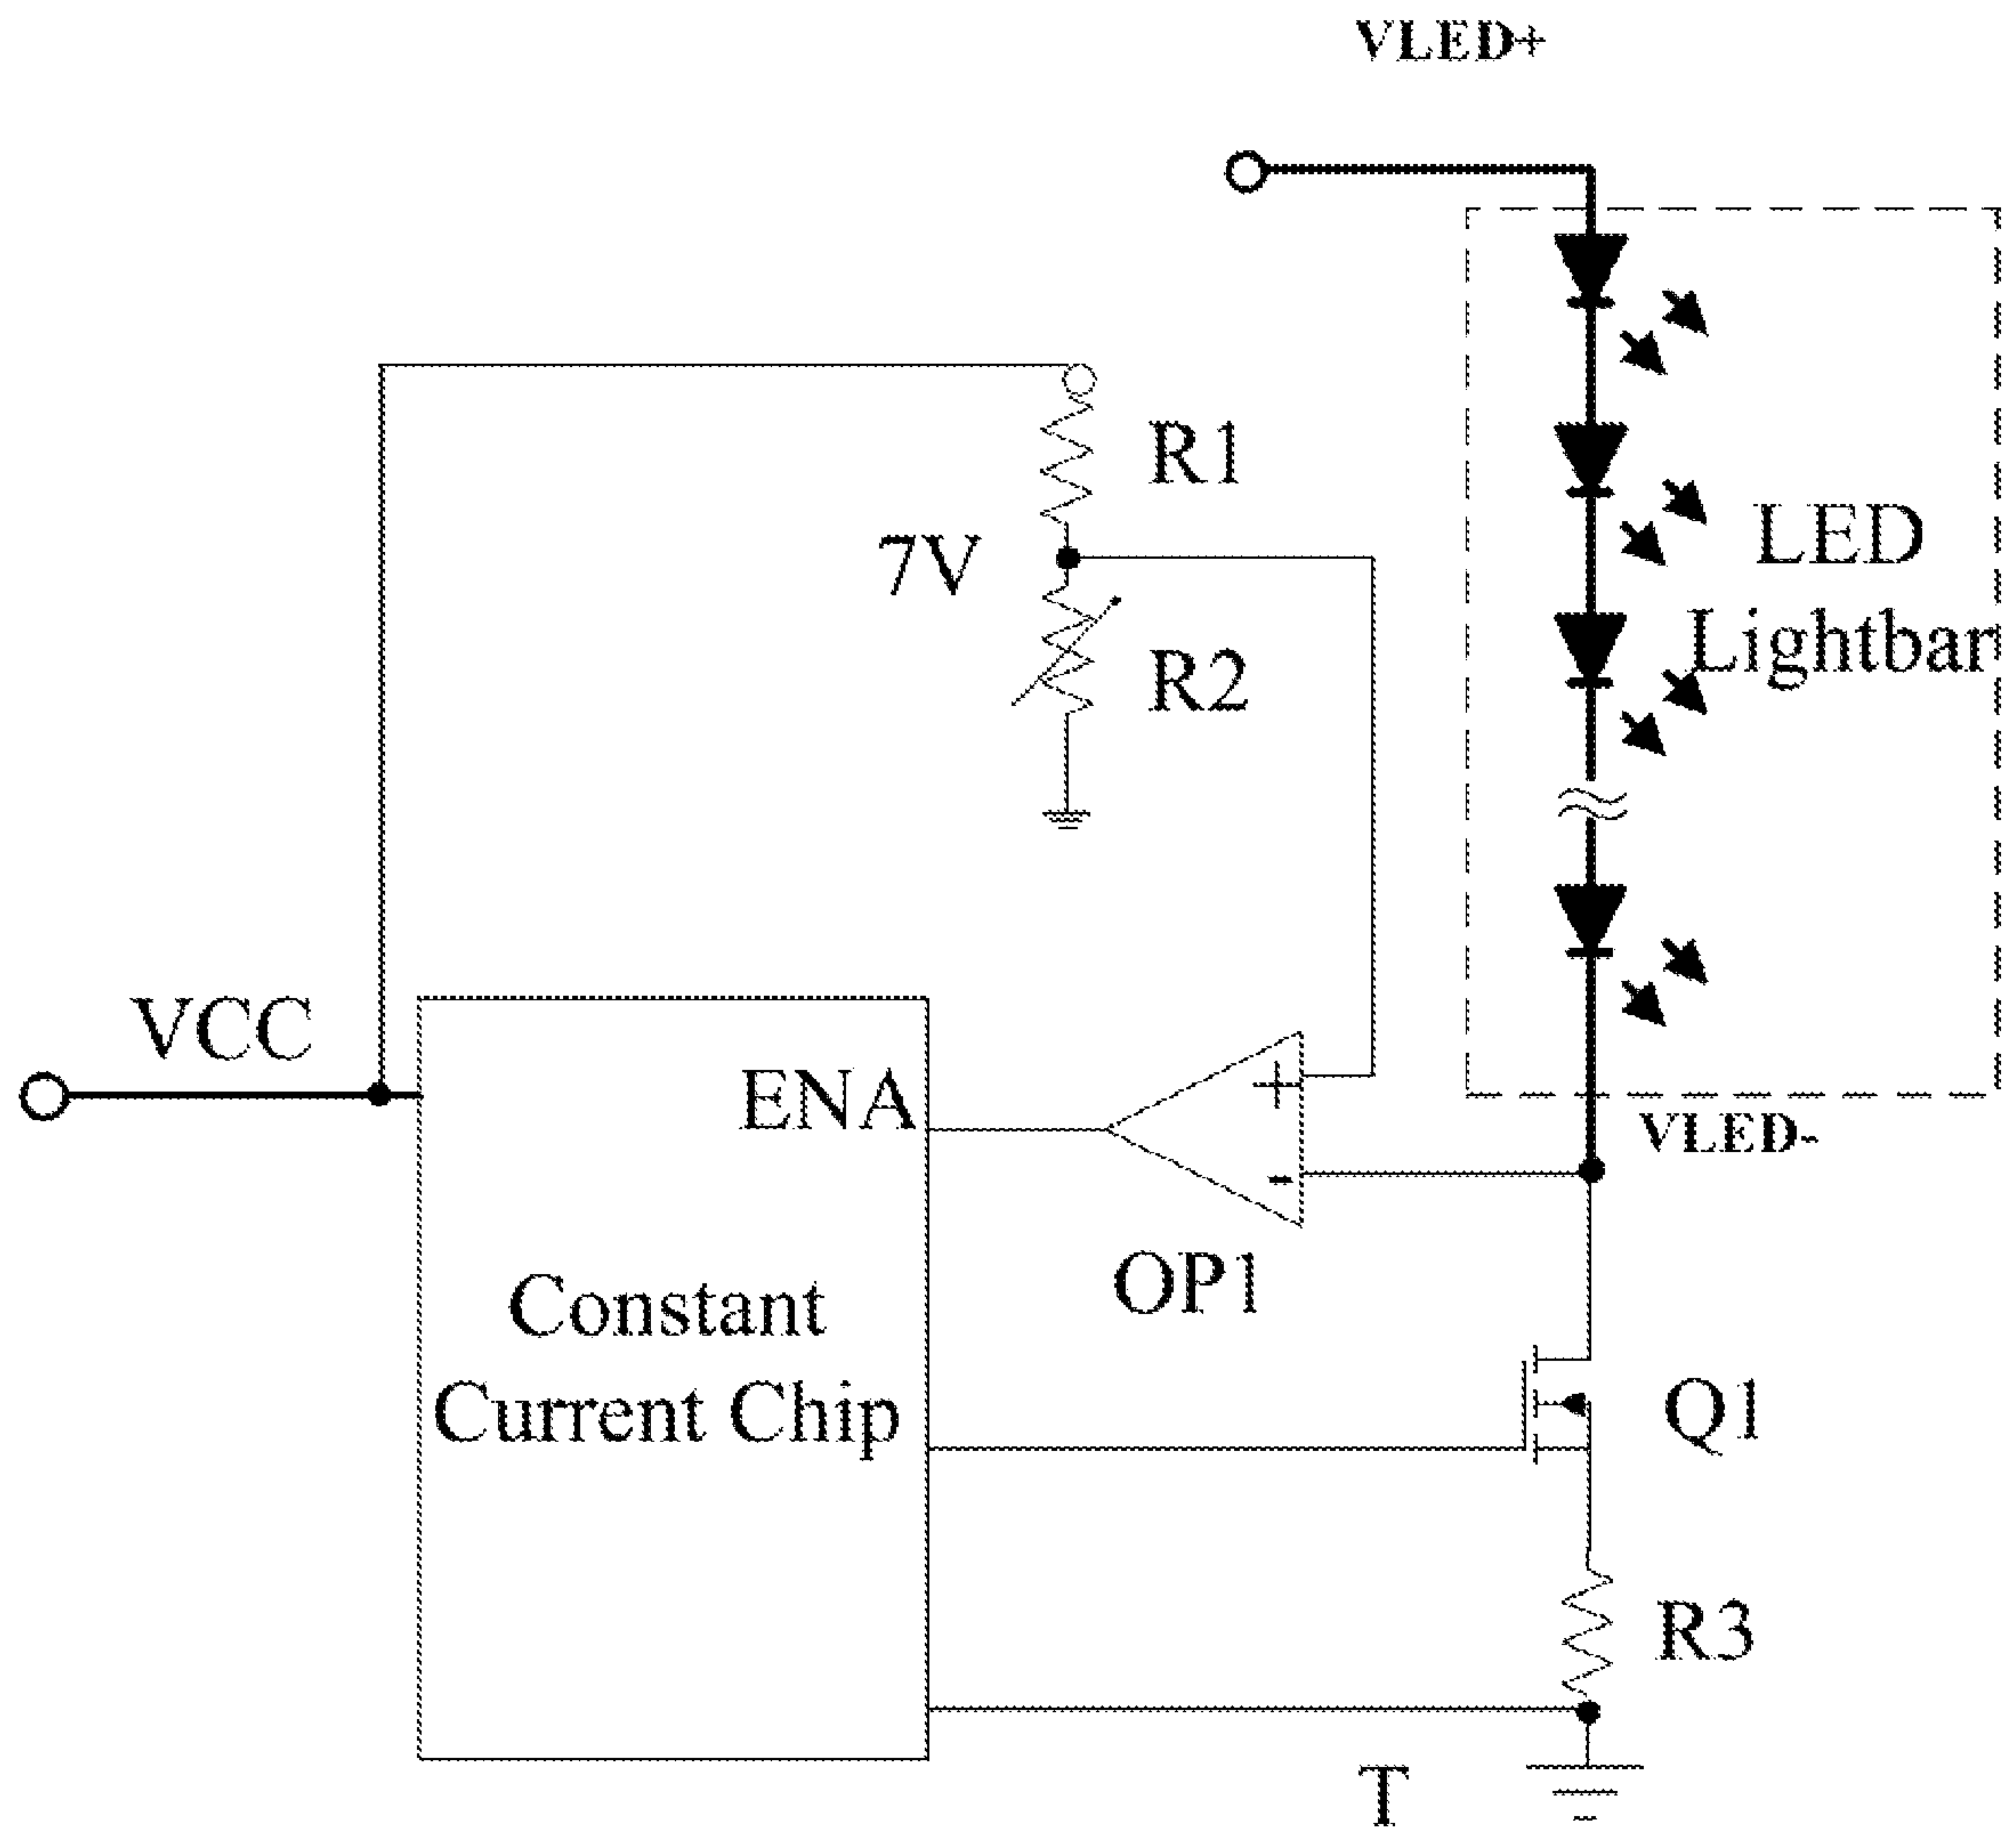 VLED+
R1
7V
R2
LED
Lightbar
VCC
ENA
+
-
VLED-
OP1
Constant
Current Chip
Q1
R3
T